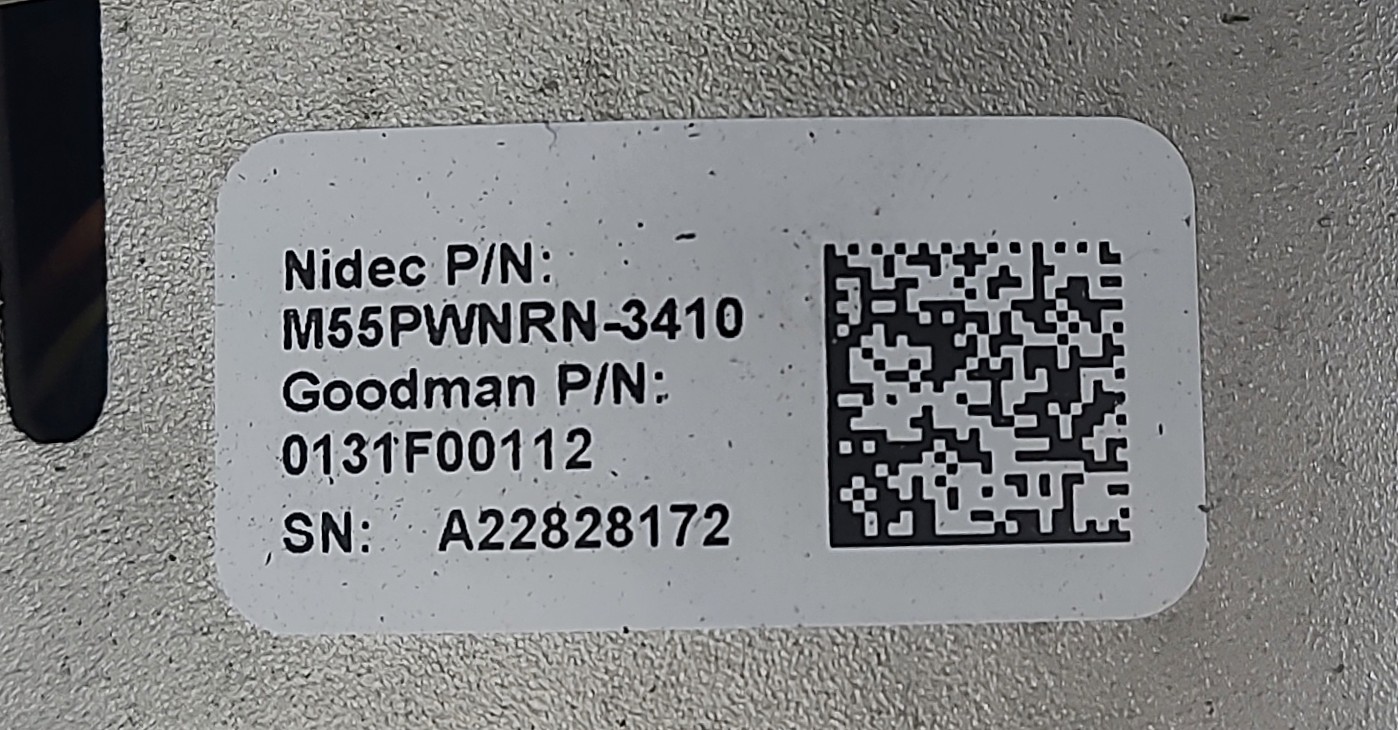 Nidec P/N:
M55PWNRN-3410
Goodman P/N:
0131F00112
SN: A22828172